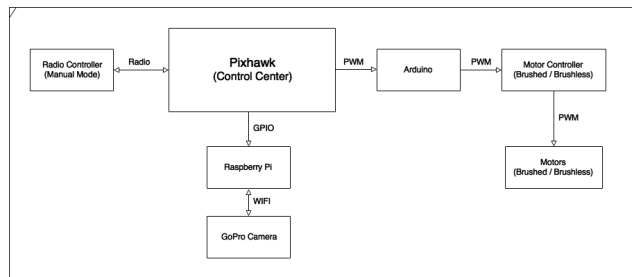 Radio Controller
(Manual Mode)
Radio
Pixhawk
(Control Center)
PWM
Arduino
PWM
Motor Controller
(Brushed / Brushless)
PWM
Motors
(Brushed / Brushless)
GPIO
Raspberry Pi
WIFI
GoPro Camera